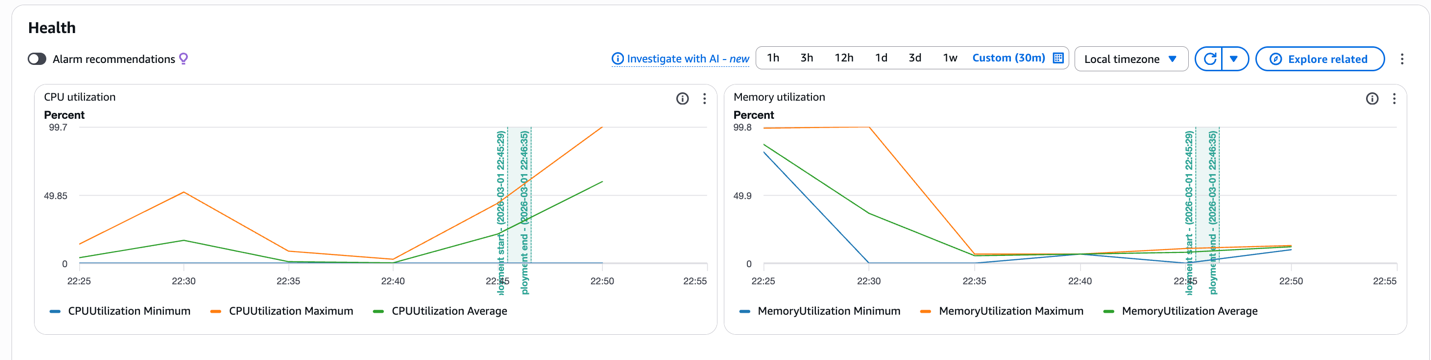 Health
Alarm recommendations
Investigate with AI - new
1h 3h 12h 1d 3d 1w Custom (30m)
Local timezone
Explore related
CPU utilization
Percent
99.7
49.85
0
22:25 22:30 22:35 22:40 22:45 22:50 22:55
loyment start - (2026-03-01 22:45:29)
ployment end - (2026-03-01 22:46:35)
CPUUtilization Minimum CPUUtilization Maximum CPUUtilization Average
Memory utilization
Percent
99.8
49.9
0
22:25 22:30 22:35 22:40 22:45 22:50 22:55
loyment start - (2026-03-01 22:45:29)
ployment end - (2026-03-01 22:46:35)
MemoryUtilization Minimum MemoryUtilization Maximum MemoryUtilization Average